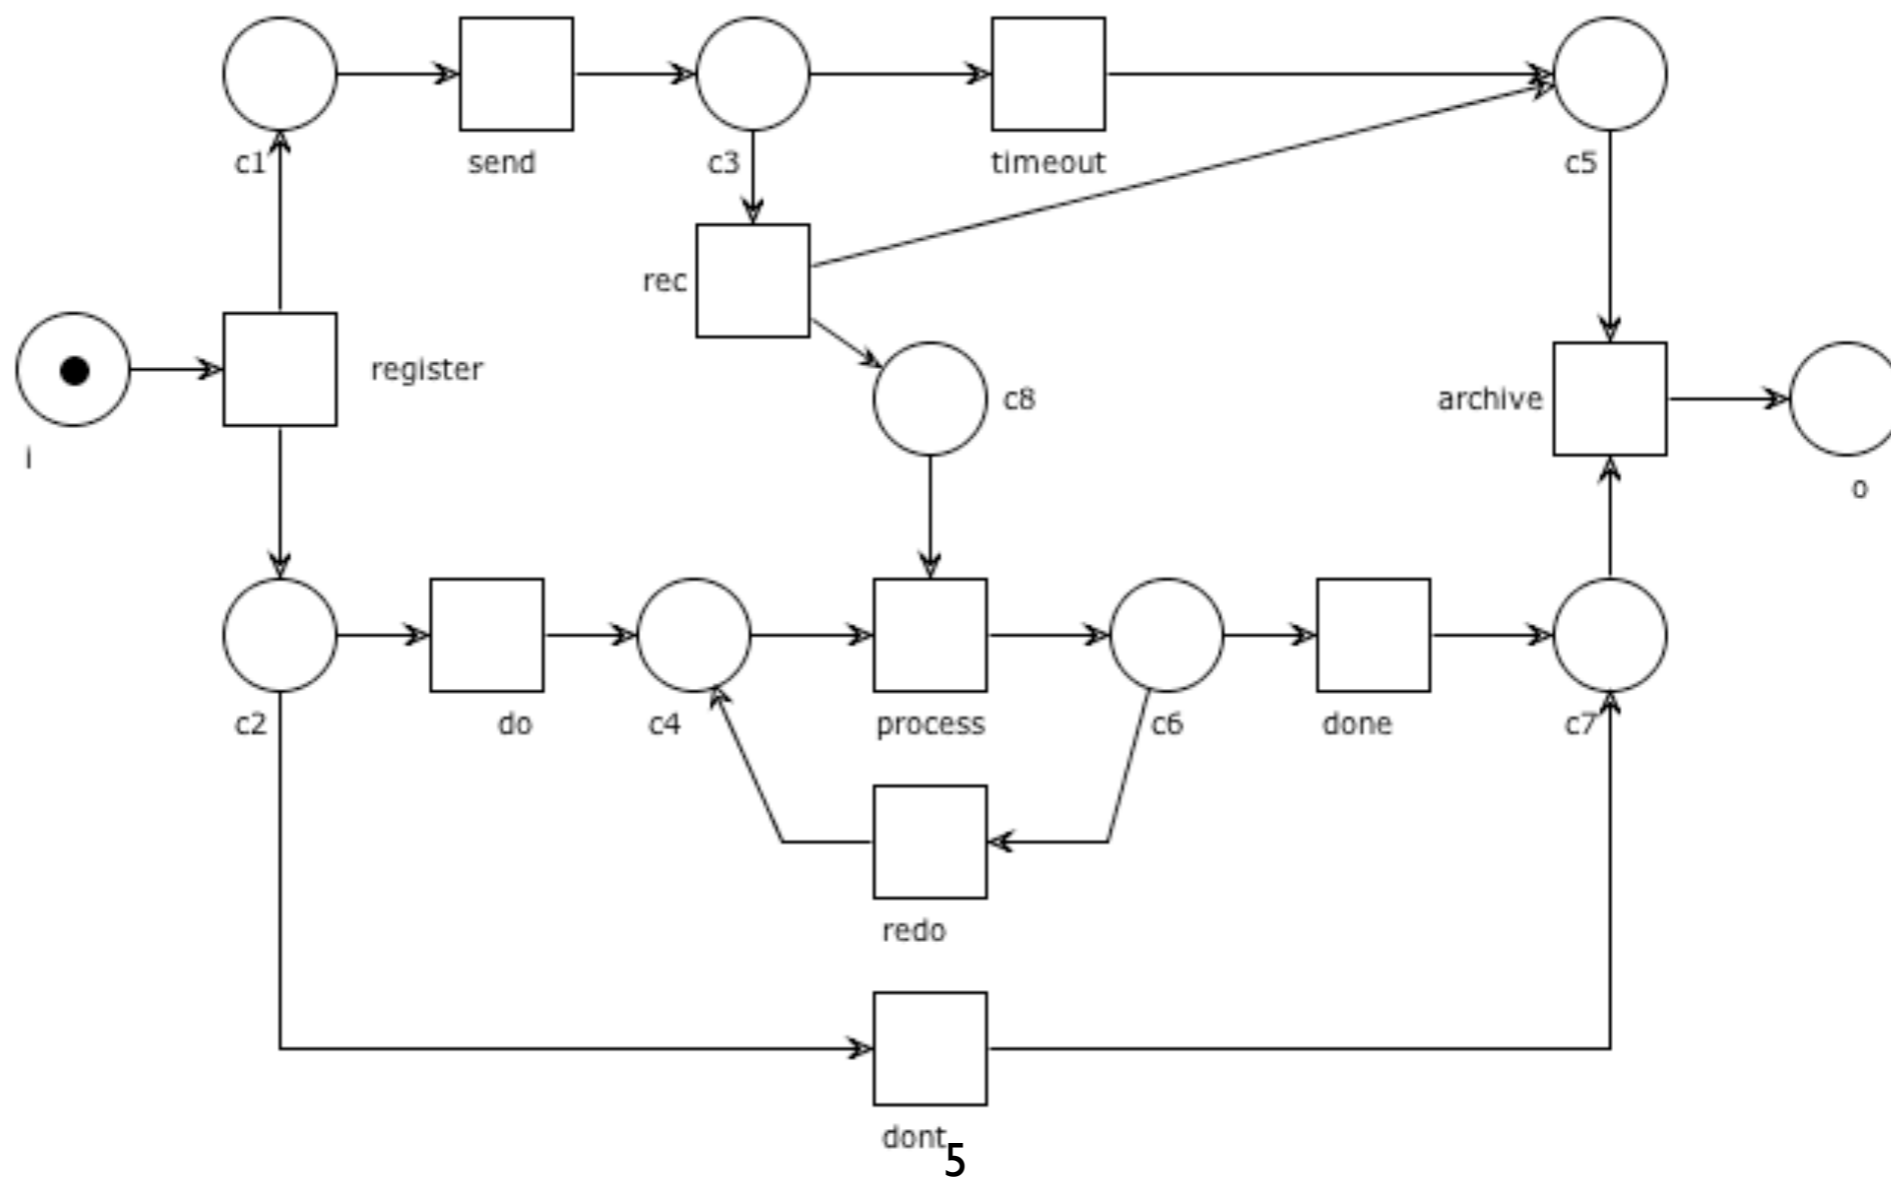 c1
send
c3
timeout
c5
rec
i
register
c8
archive
o
c2
do
c4
process
c6
done
c7
redo
dont
5